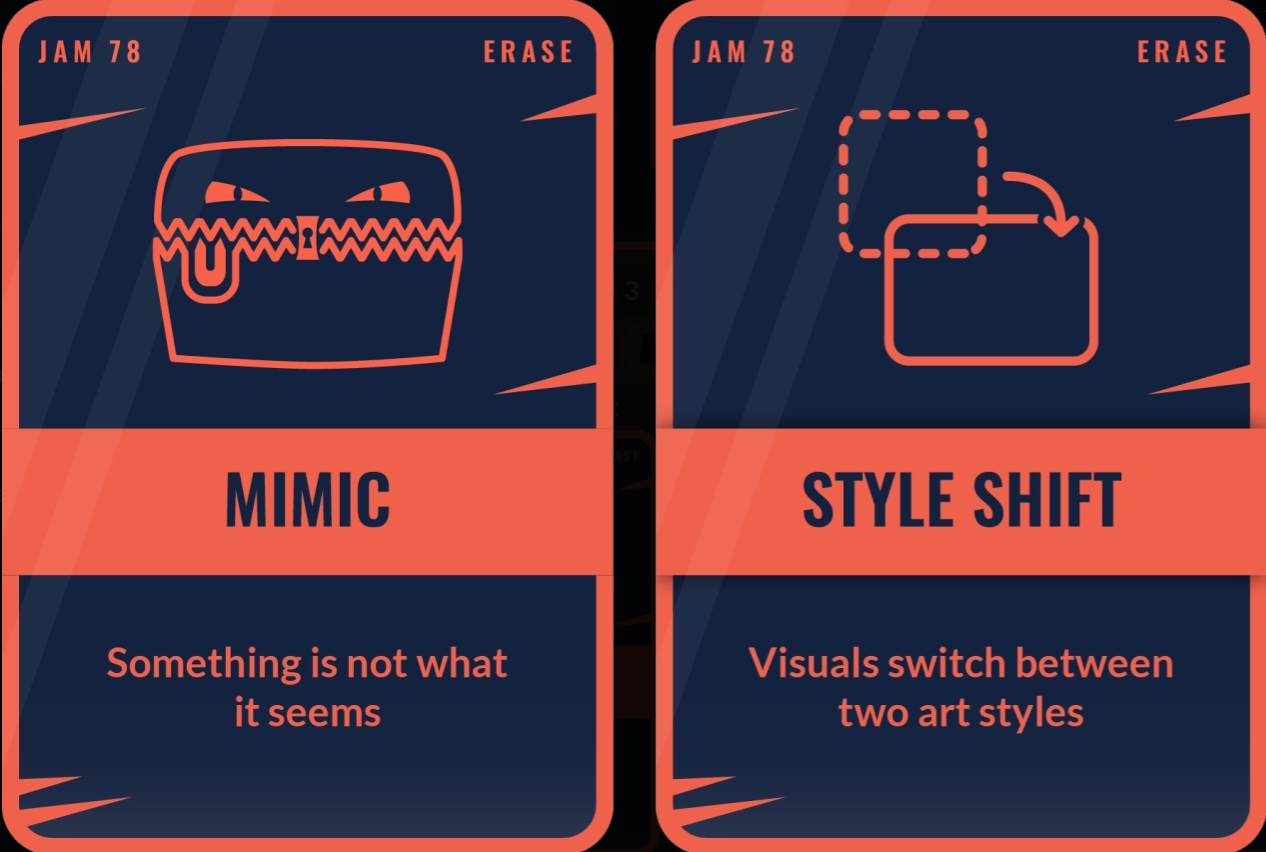 JAM 78
ERASE
MIMIC
Something is not what
it seems
3
JAM 78
ERASE
STYLE SHIFT
Visuals switch between
two art styles